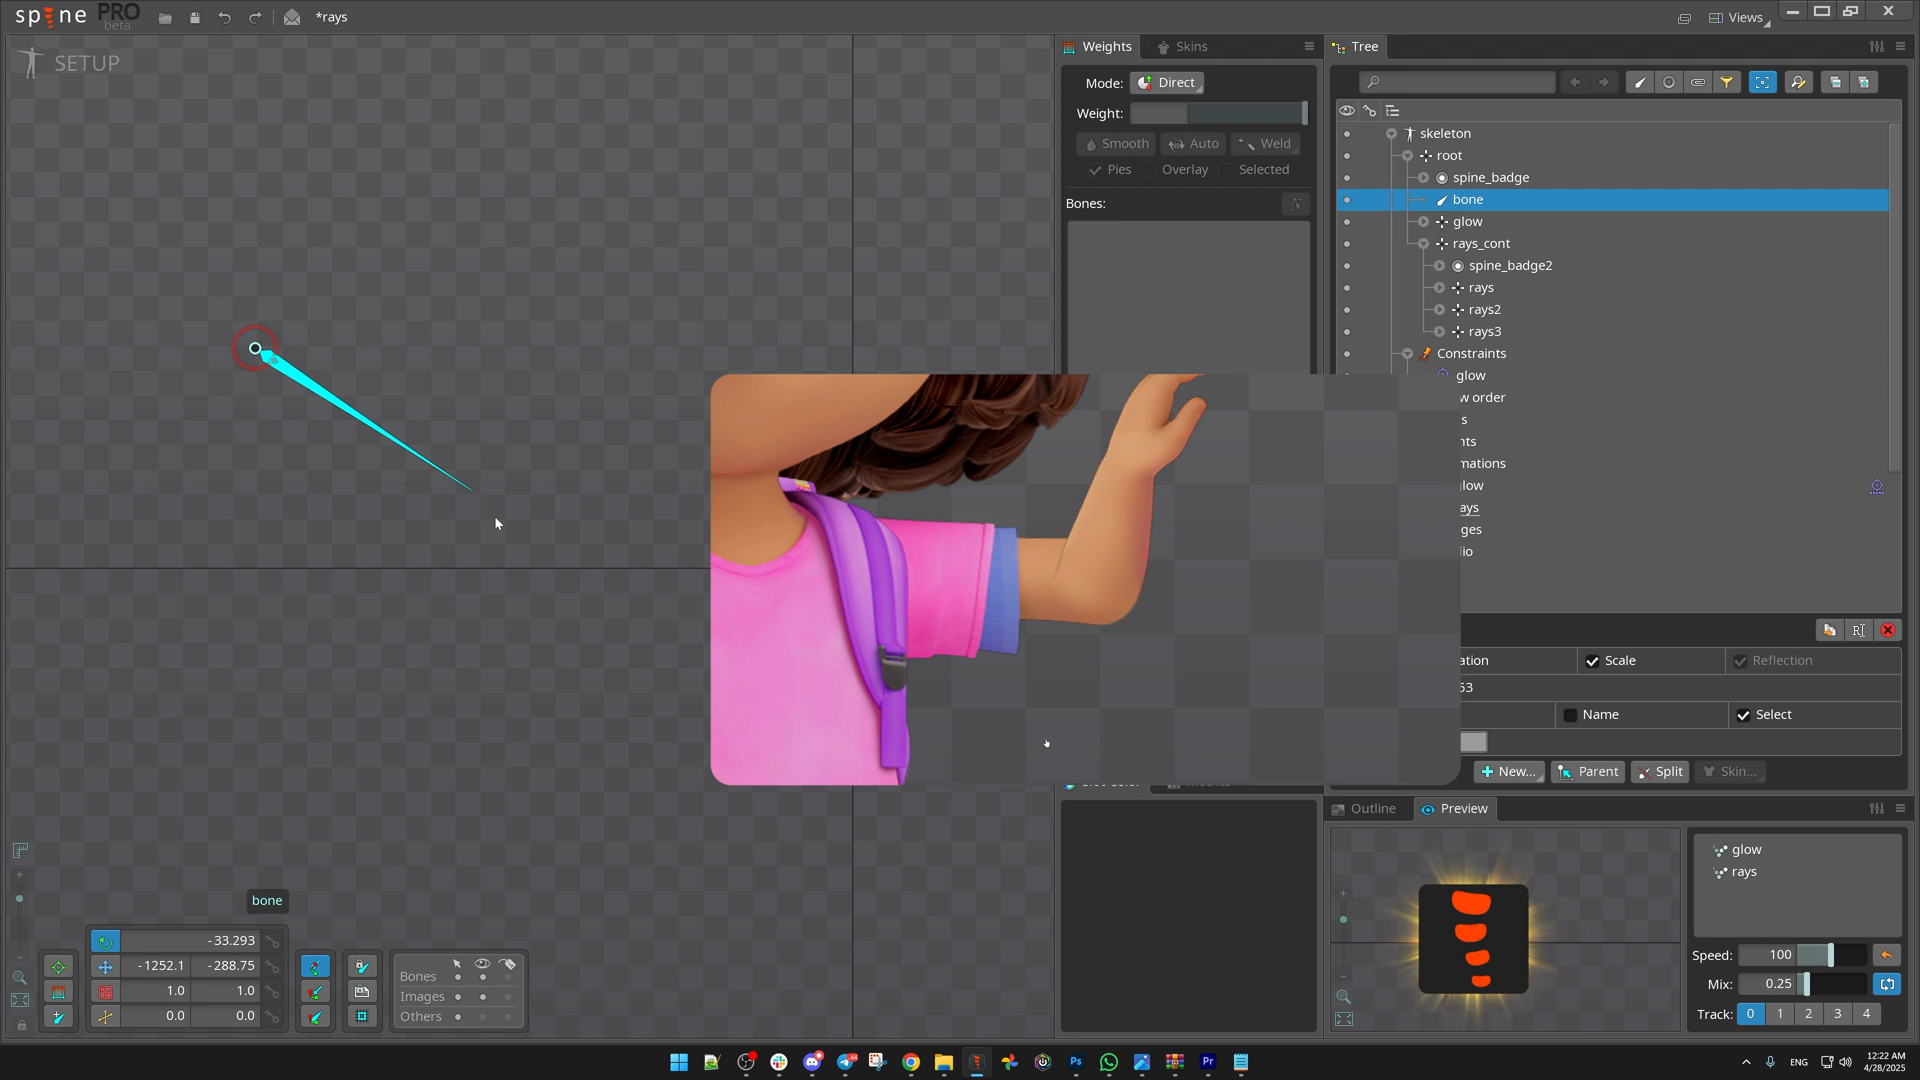 spine PRO
beta
*rays
Views
SETUP
Weights
Skins
Tree
Mode:
Direct
Weight:
Smooth
Auto
Weld
Pies
Overlay
Selected
Bones:
skeleton
root
spine_badge
bone
glow
rays_cont
spine_badge2
rays
rays2
rays3
Constraints
glow
w order
s
nts
mations
glow
ays
ges
io
ation
Scale
Reflection
53
Name
Select
New...
Parent
Split
Skin...
Outline
Preview
glow
rays
Speed:
100
Mix:
0.25
Track:
0
1
2
3
4
bone
-33.293
-1252.1
-288.75
1.0
1.0
0.0
0.0
Bones
Images
Others
ENG
12:22 AM
4/28/2025